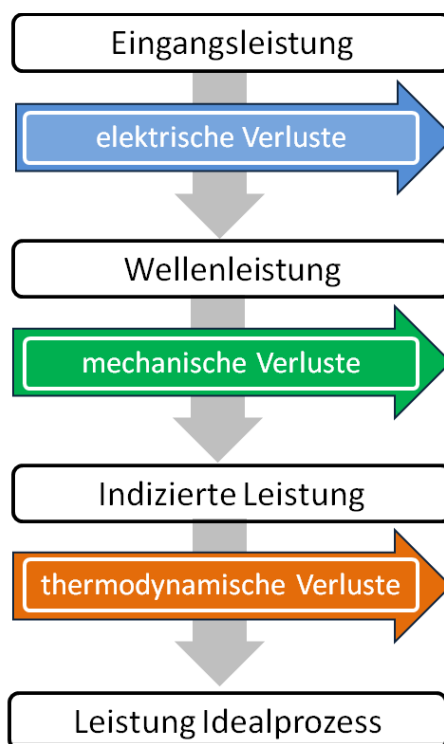 Eingangsleistung
elektrische Verluste
Wellenleistung
mechanische Verluste
Indizierte Leistung
thermodynamische Verluste
Leistung Idealprozess